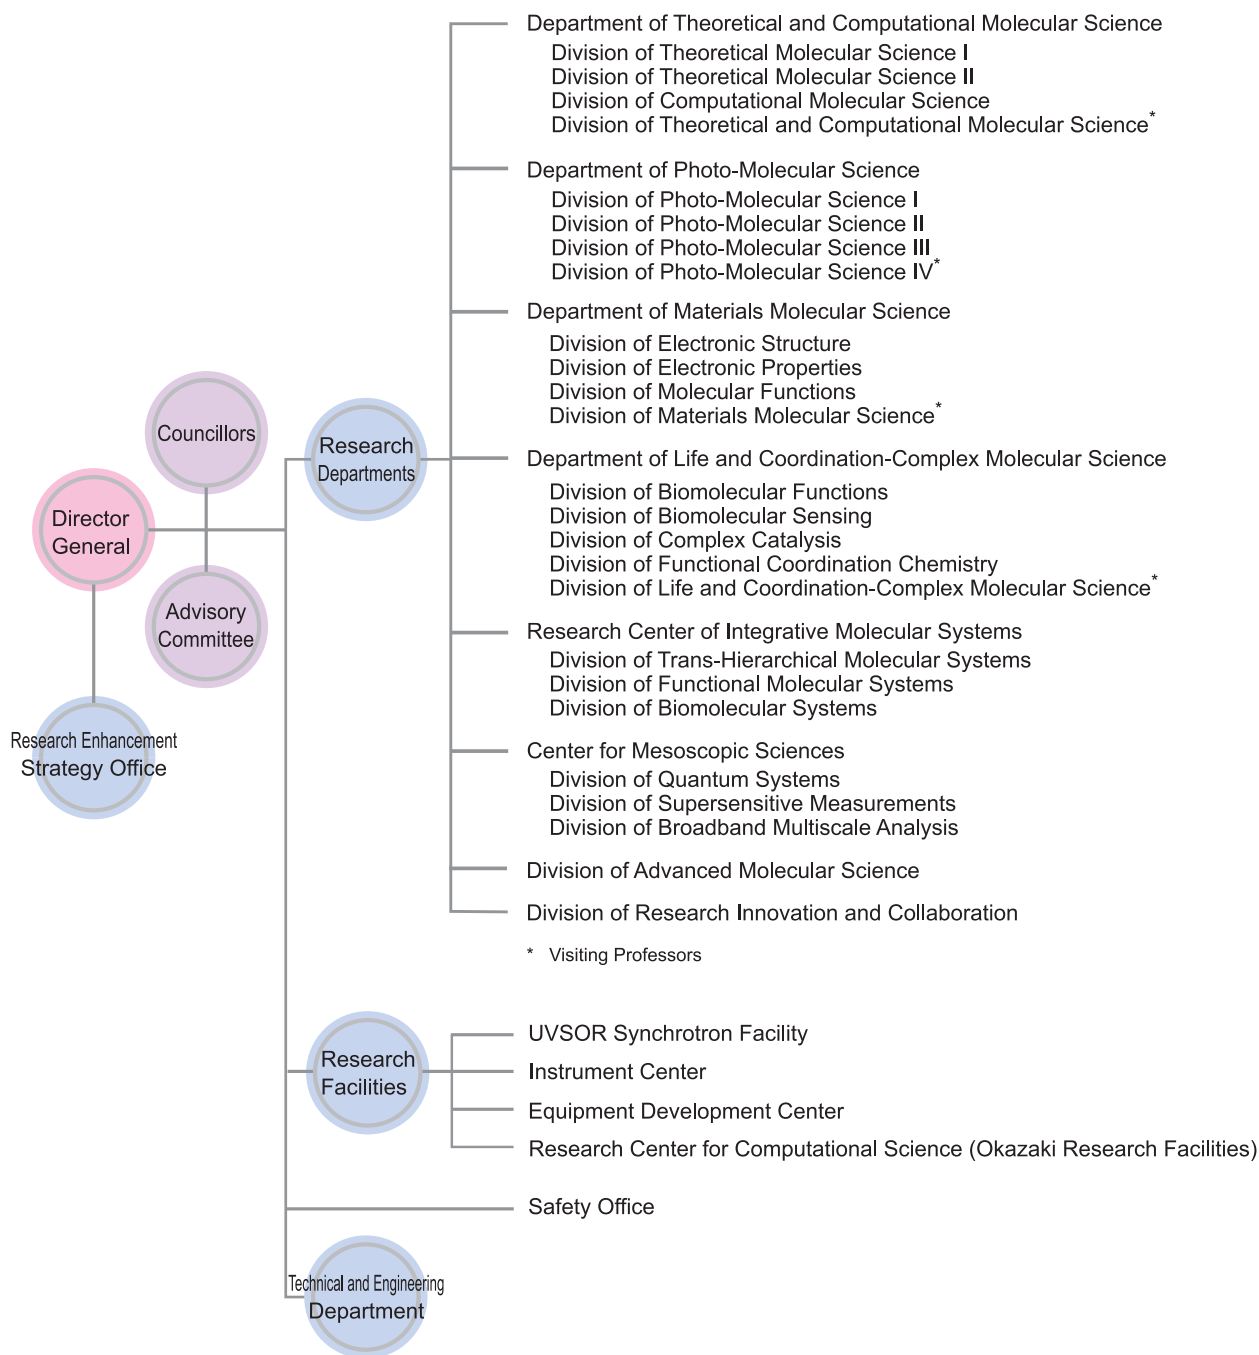 Department of Theoretical and Computational Molecular Science
Division of Theoretical Molecular Science I
Division of Theoretical Molecular Science II
Division of Computational Molecular Science
Division of Theoretical and Computational Molecular Science*
Department of Photo-Molecular Science
Division of Photo-Molecular Science I
Division of Photo-Molecular Science II
Division of Photo-Molecular Science III
Division of Photo-Molecular Science IV*
Department of Materials Molecular Science
Division of Electronic Structure
Division of Electronic Properties
Division of Molecular Functions
Division of Materials Molecular Science*
Councillors
Research
Departments
Department of Life and Coordination-Complex Molecular Science
Division of Biomolecular Functions
Division of Biomolecular Sensing
Division of Complex Catalysis
Division of Functional Coordination Chemistry
Division of Life and Coordination-Complex Molecular Science*
Director
General
Advisory
Committee
Research Center of Integrative Molecular Systems
Division of Trans-Hierarchical Molecular Systems
Division of Functional Molecular Systems
Division of Biomolecular Systems
Research Enhancement
Strategy Office
Center for Mesoscopic Sciences
Division of Quantum Systems
Division of Supersensitive Measurements
Division of Broadband Multiscale Analysis
Division of Advanced Molecular Science
Division of Research Innovation and Collaboration
* Visiting Professors
Research
Facilities
UVSOR Synchrotron Facility
Instrument Center
Equipment Development Center
Research Center for Computational Science (Okazaki Research Facilities)
Safety Office
Technical and Engineering
Department